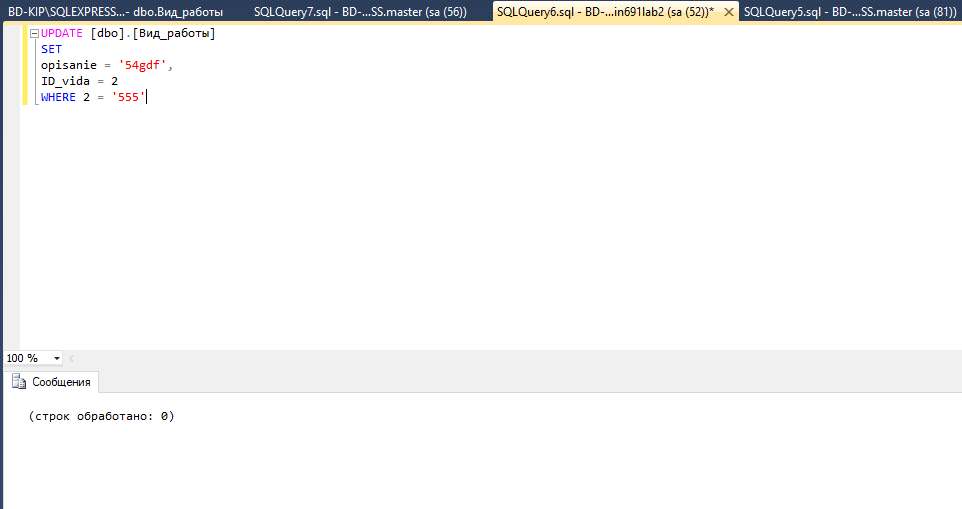 BD-KIP\SQLEXPRESS...- dbo.Вид_работы
SQLQuery7.sql - BD-...SS.master (sa (56))
SQLQuery6.sql - BD-...in691lab2 (sa (52))*
SQLQuery5.sql - BD-...SS.master (sa (81))
UPDATE [dbo].[Вид_работы]
SET
opisanie = '54gdf',
ID_vida = 2
WHERE 2 = '555'
100 %
Сообщения
(строк обработано: 0)